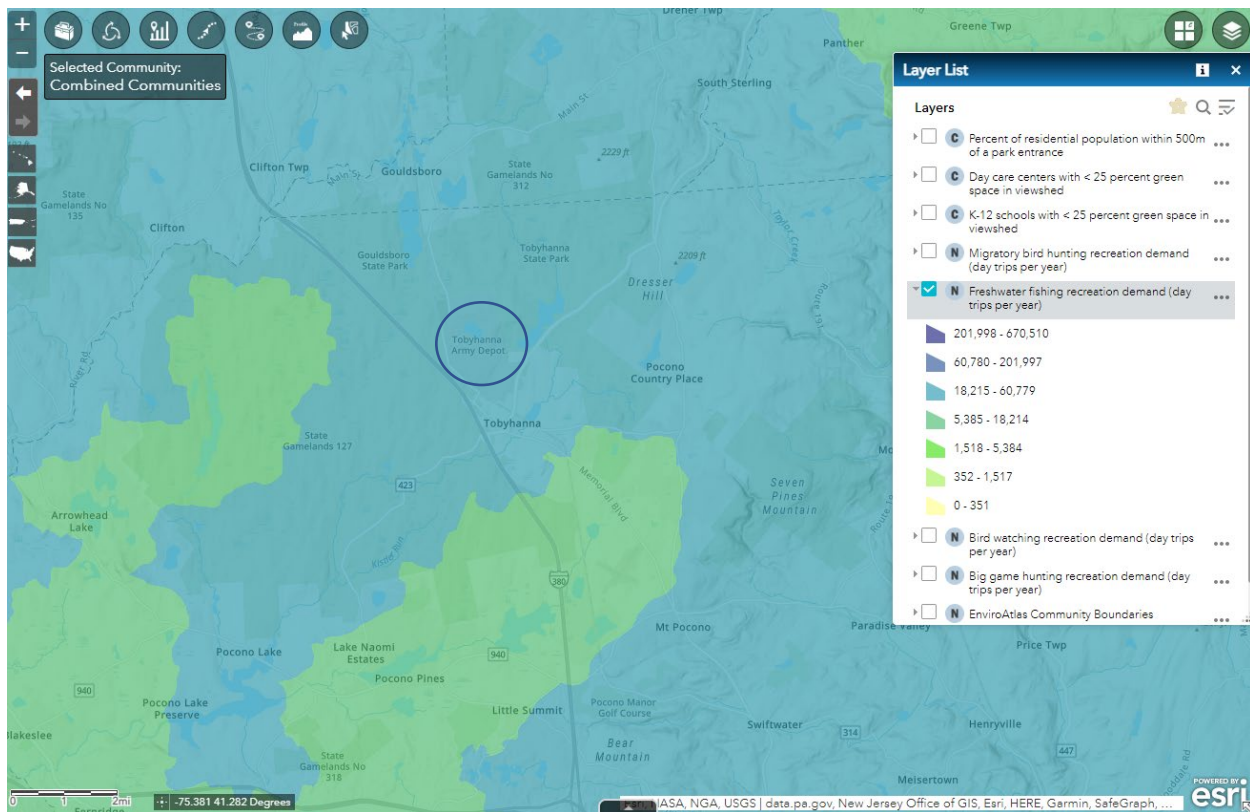 Drener Twp
Greene Twp
Panther
+
−
Profile
Selected Community:
Combined Communities
Layer List
i
×
Layers
C Percent of residential population within 500m
of a park entrance
C Day care centers with < 25 percent green
space in viewshed
C K-12 schools with < 25 percent green space in
viewshed
N Migratory bird hunting recreation demand
(day trips per year)
N Freshwater fishing recreation demand (day
trips per year)
201,998 - 670,510
60,780 - 201,997
18,215 - 60,779
5,385 - 18,214
1,518 - 5,384
352 - 1,517
0 - 351
N Bird watching recreation demand (day trips
per year)
N Big game hunting recreation demand (day
trips per year)
N EnviroAtlas Community Boundaries
South Sterling
Main St
2229 ft
Clifton Twp
Main St
Gouldsboro
State
Gamelands No
312
State
Gamelands No
135
Clifton
Taylor Creek
Gouldsboro
State Park
Tobyhanna
State Park
2209 ft
Dresser
Hill
Route 191
Tobyhanna
Army Depot
River Rd
Pocono
Country Place
Tobyhanna
State
Gamelands 127
Memorial Blvd
423
Seven
Pines
Mountain
Arrowhead
Lake
Kistler Run
380
Mt Pocono
Paradise Valley
Price Twp
Pocono Lake
Lake Naomi
Estates
940
Pocono Pines
940
Pocono Lake
Preserve
Little Summit
Pocono Manor
Golf Course
Swiftwater
314
Henryville
Blakeslee
Bear
Mountain
447
State
Gamelands No
318
Meisertown
0 1 2mi
-75.381 41.282 Degrees
Esri, NASA, NGA, USGS | data.pa.gov, New Jersey Office of GIS, Esri, HERE, Garmin, SafeGraph, ...
POWERED BY
esri